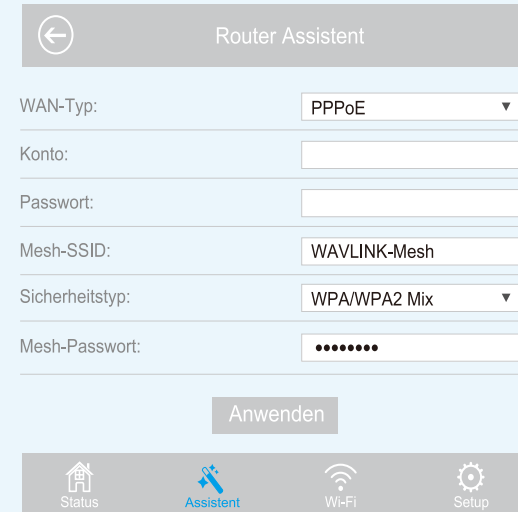 Router Assistent
WAN-Typ: PPPoE
Konto:
Passwort:
Mesh-SSID: WAVLINK-Mesh
Sicherheitstyp: WPA/WPA2 Mix
Mesh-Passwort: ••••••••
Anwenden
Status Assistent Wi-Fi Setup